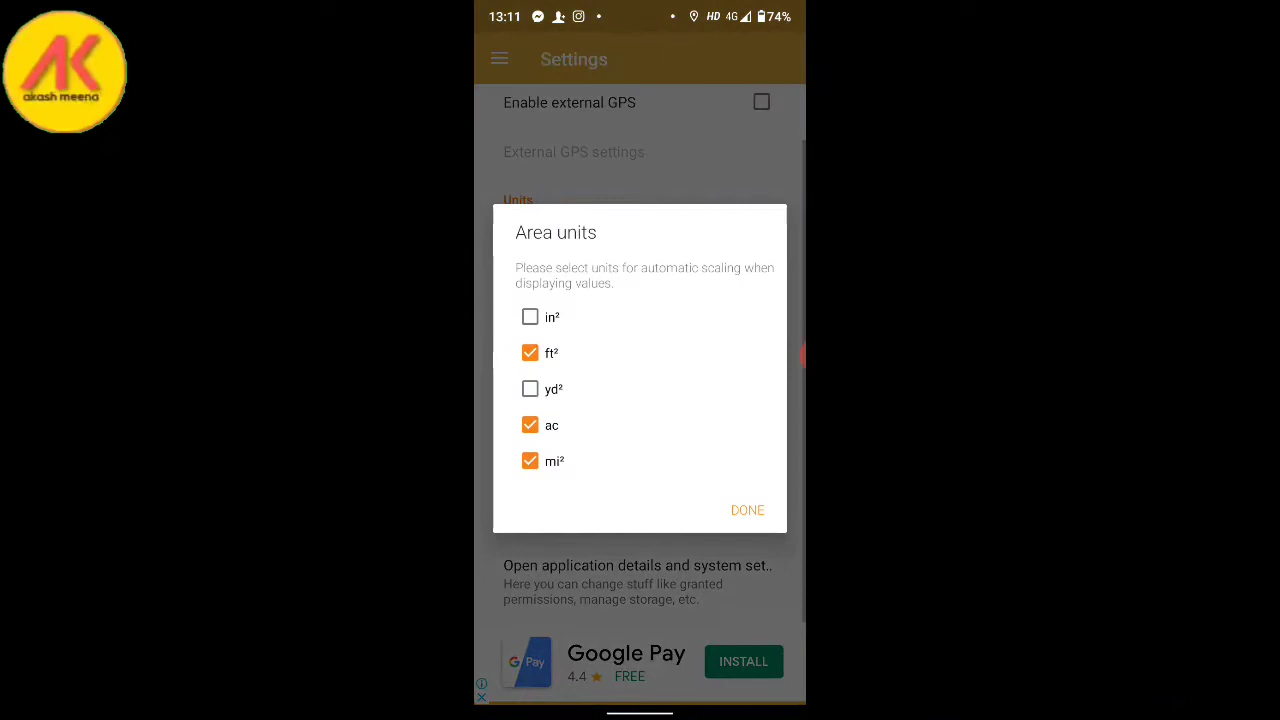 AK
akash meena
13:11
HD 4G 74%
Settings
Enable external GPS
External GPS settings
Units
Area units
Please select units for automatic scaling when
displaying values.
in²
ft²
yd²
ac
mi²
DONE
Open application details and system set..
Here you can change stuff like granted
permissions, manage storage, etc.
G Pay
Google Pay
4.4 ★ FREE
INSTALL